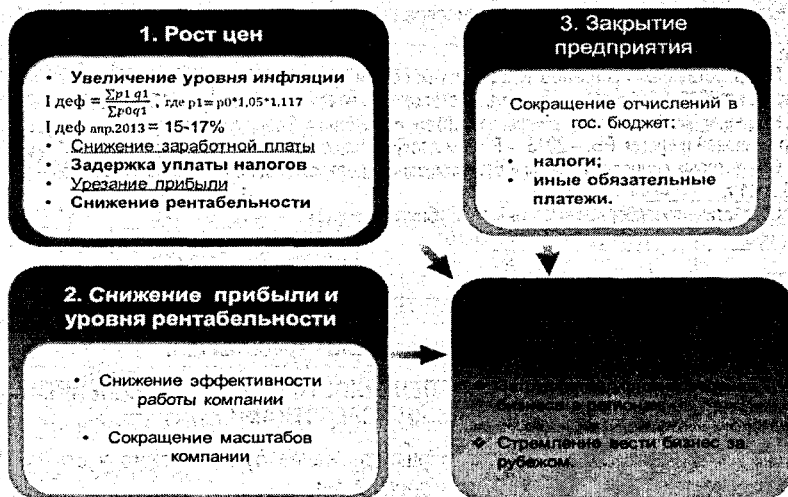 1. Рост цен
• Увеличение уровня инфляции
I деф = ∑p1 q1 / ∑p0q1 , где p1= p0*1,05*1,117
I деф апр.2013 = 15-17%
• Снижение заработной платы
• Задержка уплаты налогов
• Урезание прибыли
• Снижение рентабельности
3. Закрытие
предприятия
Сокращение отчислений в
гос. бюджет:
• налоги;
• иные обязательные
платежи.
2. Снижение прибыли и
уровня рентабельности
• Снижение эффективности
работы компании
• Сокращение масштабов
компании
❖ Стремление вести бизнес за
рубежом.